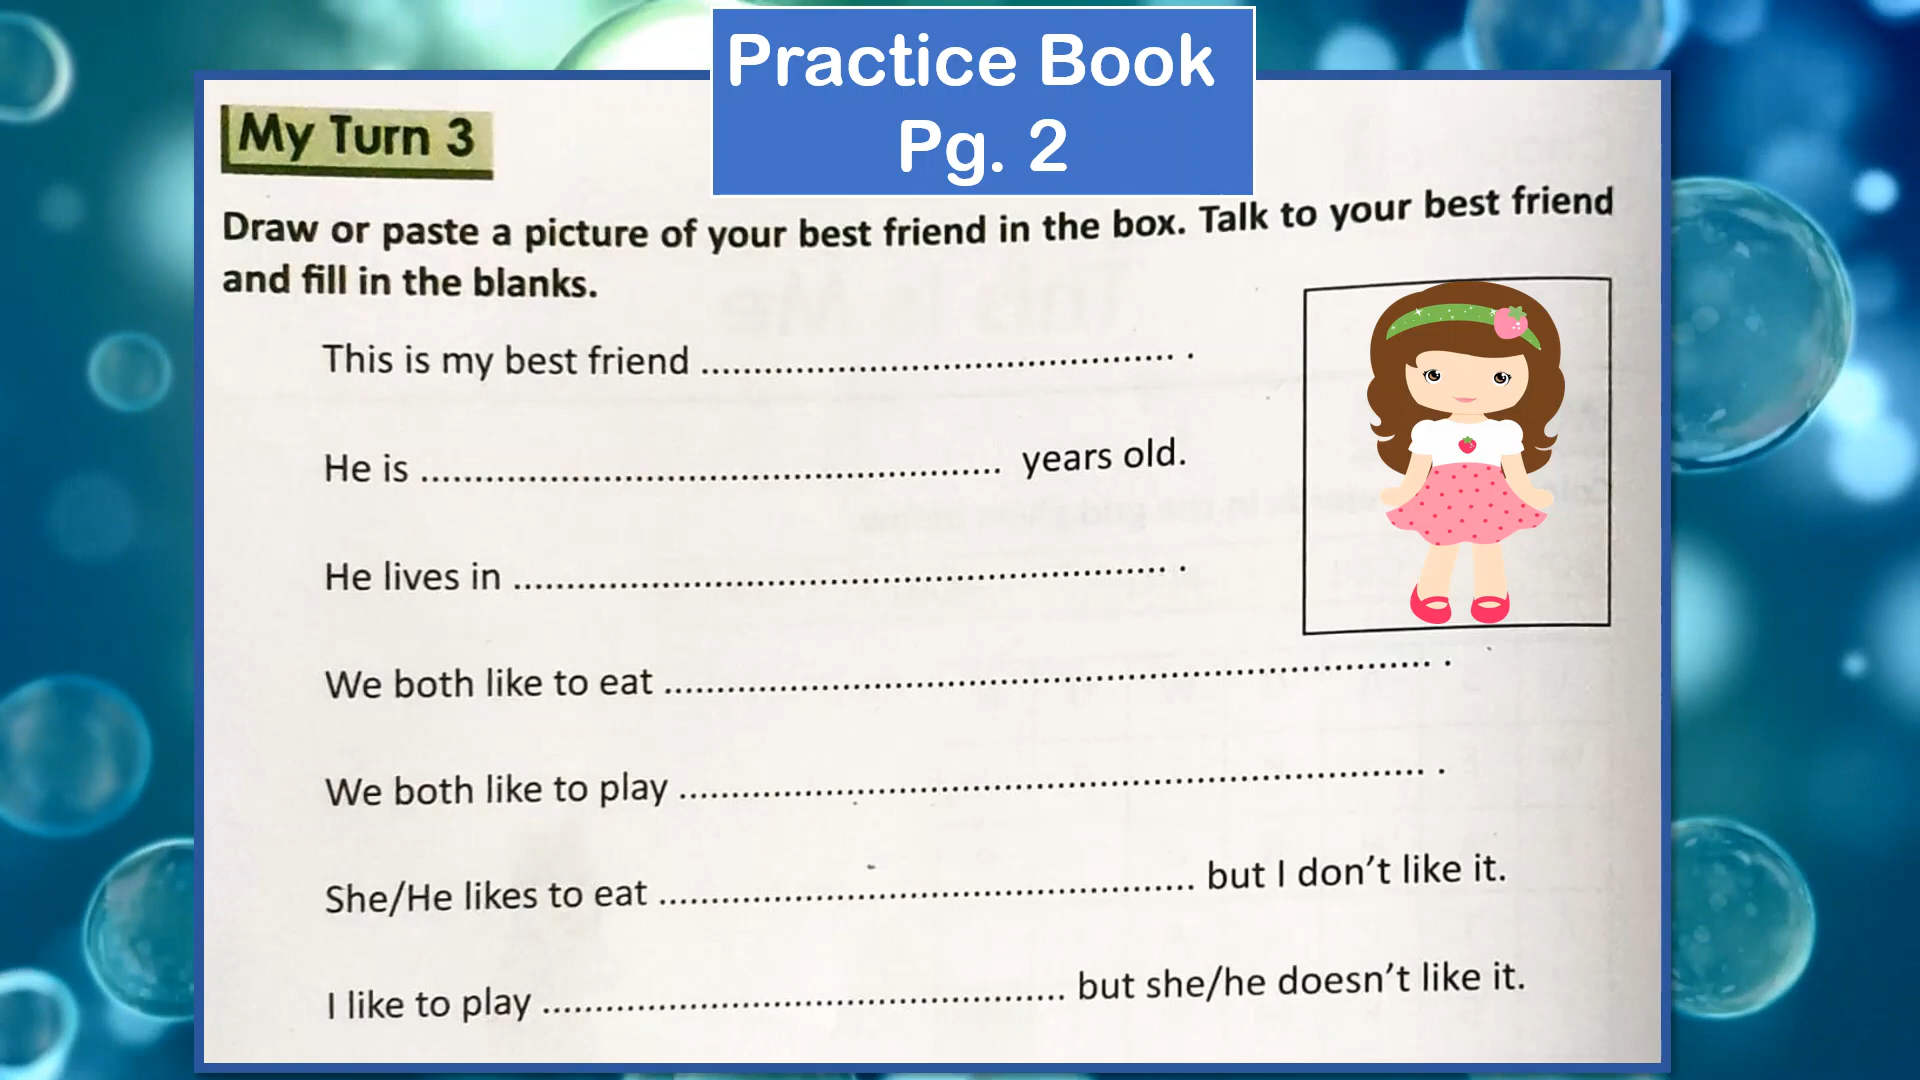 Practice Book
Pg. 2
My Turn 3
Draw or paste a picture of your best friend in the box. Talk to your best friend
and fill in the blanks.
This is my best friend ............................................. .
He is ....................................................... years old.
He lives in .............................................................. .
We both like to eat .......................................................................... .
We both like to play ...................................................................... .
She/He likes to eat ................................................... but I don’t like it.
I like to play .................................................. but she/he doesn’t like it.